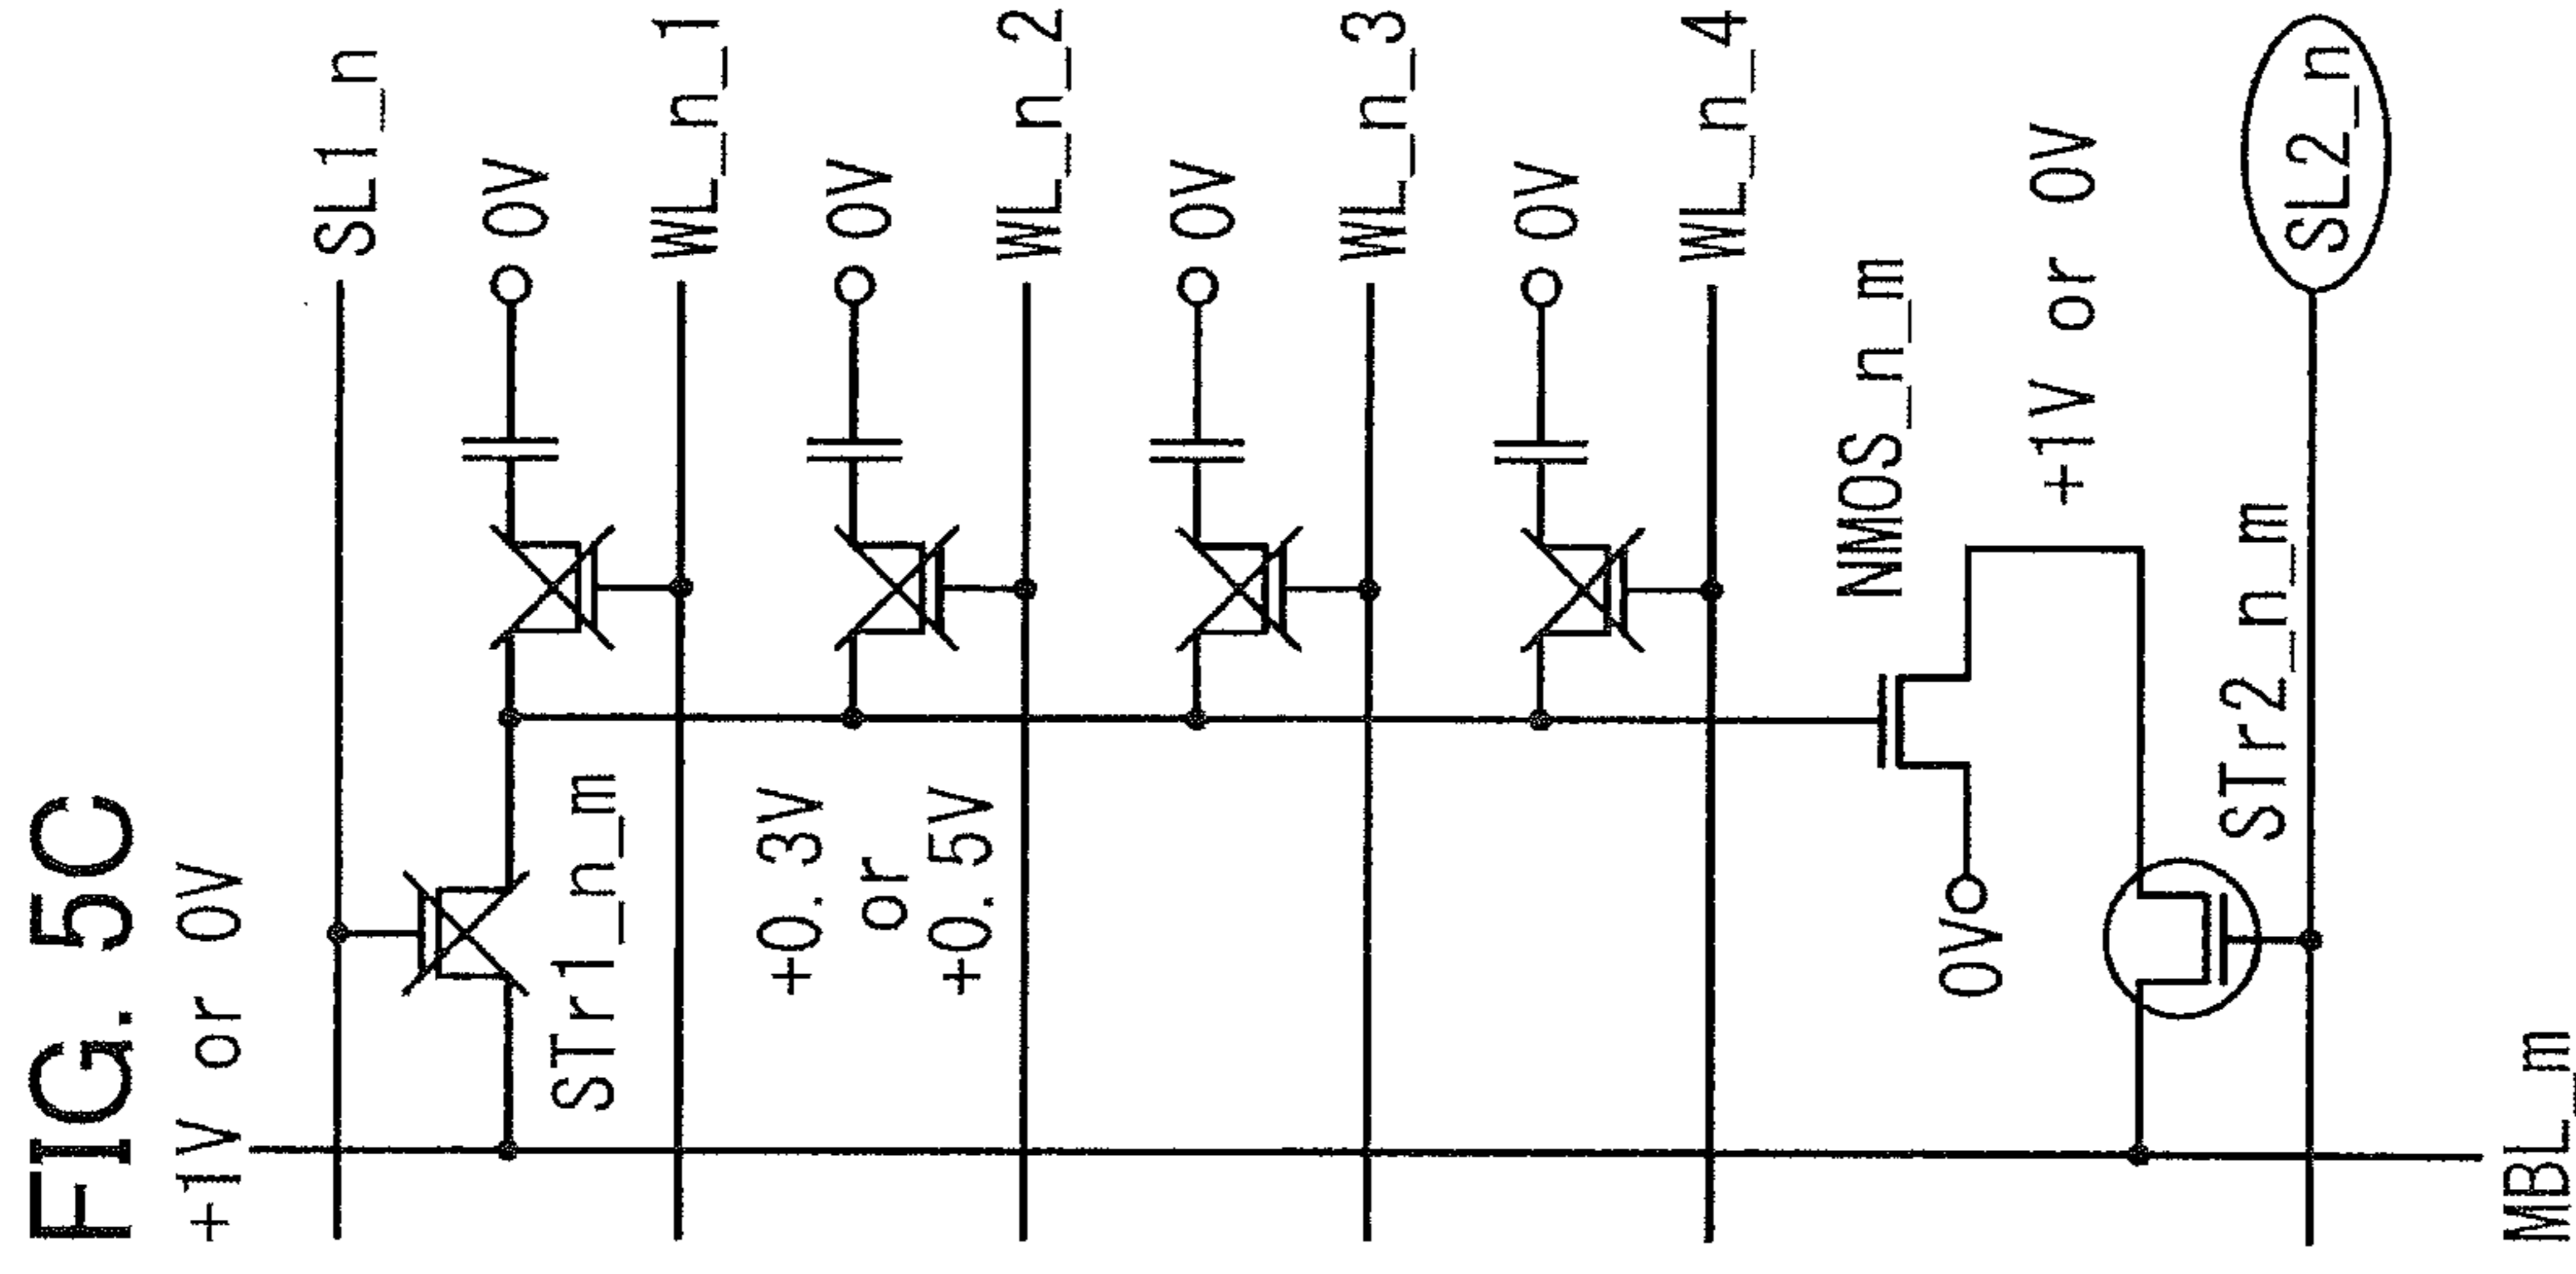 FIG. 5C
+1V or 0V
SL1_n
0V
WL_n_1
STr1_n_m
0V
WL_n_2
+0.3V
or
+0.5V
0V
WL_n_3
0V
WL_n_4
NMOS_n_m
0V
+1V or 0V
STr2_n_m
SL2_n
MBL_m